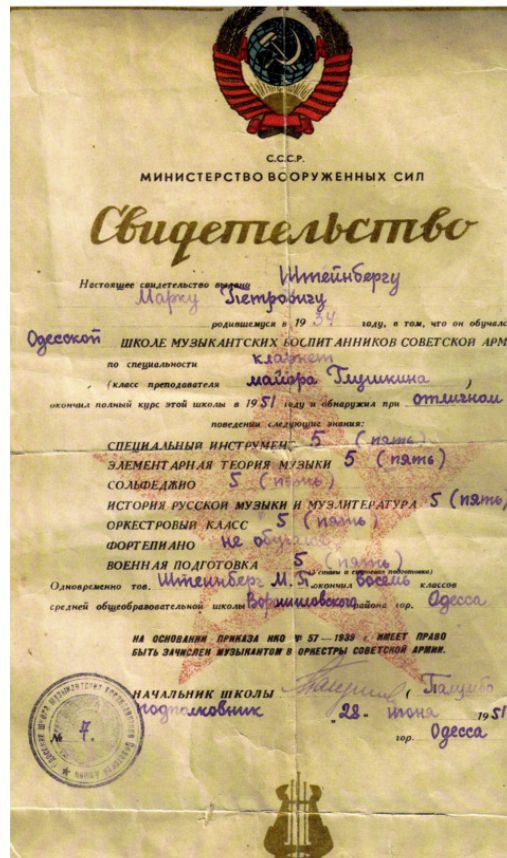 С.С.С.Р.
МИНИСТЕРСТВО ВООРУЖЕННЫХ СИЛ
Свидетельство
Настоящее свидетельство выдано Штейнбергу
Марку Петровичу
родившемуся в 1934 году, в том, что он обучался
Одесской ШКОЛЕ МУЗЫКАНТСКИХ ВОСПИТАННИКОВ СОВЕТСКОЙ АРМ
по специальности кларнет
(класс преподавателя майора Глушкина )
окончил полный курс этой школы в 1951 году и обнаружил при отличном
поведении следующие знания:
СПЕЦИАЛЬНЫЙ ИНСТРУМЕНТ 5 (пять)
ЭЛЕМЕНТАРНАЯ ТЕОРИЯ МУЗЫКИ 5 (пять)
СОЛЬФЕДЖИО 5 (пять)
ИСТОРИЯ РУССКОЙ МУЗЫКИ И МУЗЛИТЕРАТУРА 5 (пять)
ОРКЕСТРОВЫЙ КЛАСС 5 (пять)
ФОРТЕПИАНО не обучался
ВОЕННАЯ ПОДГОТОВКА 5 (пять)
(уставы и строевая подготовка)
Одновременно тов. Штейнберг М. П. окончил восемь классов
средней общеобразовательной школы Ворошиловского района гор. Одесса
НА ОСНОВАНИИ ПРИКАЗА НКО № 57—1939 г. ИМЕЕТ ПРАВО
БЫТЬ ЗАЧИСЛЕН МУЗЫКАНТОМ В ОРКЕСТРЫ СОВЕТСКОЙ АРМИИ.
НАЧАЛЬНИК ШКОЛЫ (
подполковник "28" июня 1951
№ 7. гор. Одесса